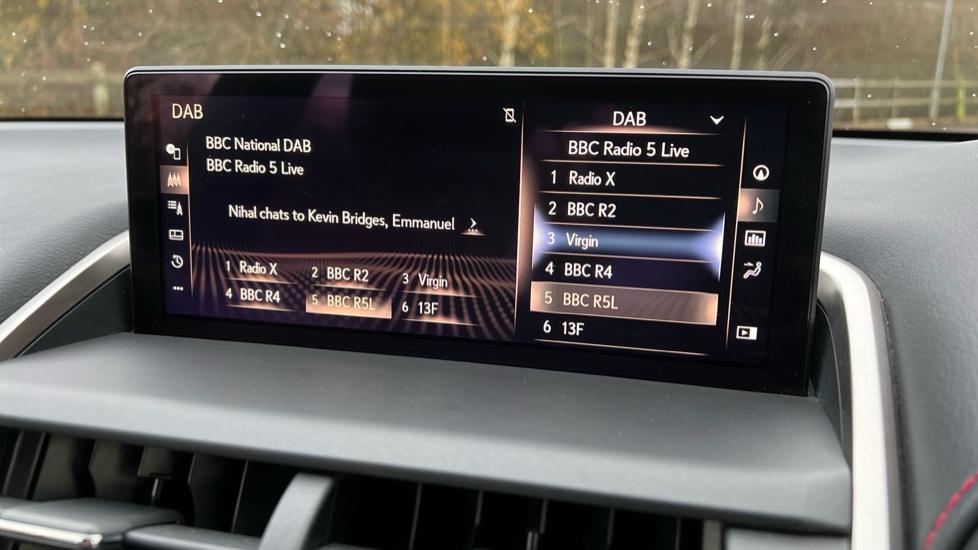 DAB
BBC National DAB
BBC Radio 5 Live
Nihal chats to Kevin Bridges, Emmanuel
1 Radio X 2 BBC R2 3 Virgin
4 BBC R4 5 BBC R5L 6 13F
DAB
BBC Radio 5 Live
1 Radio X
2 BBC R2
3 Virgin
4 BBC R4
5 BBC R5L
6 13F